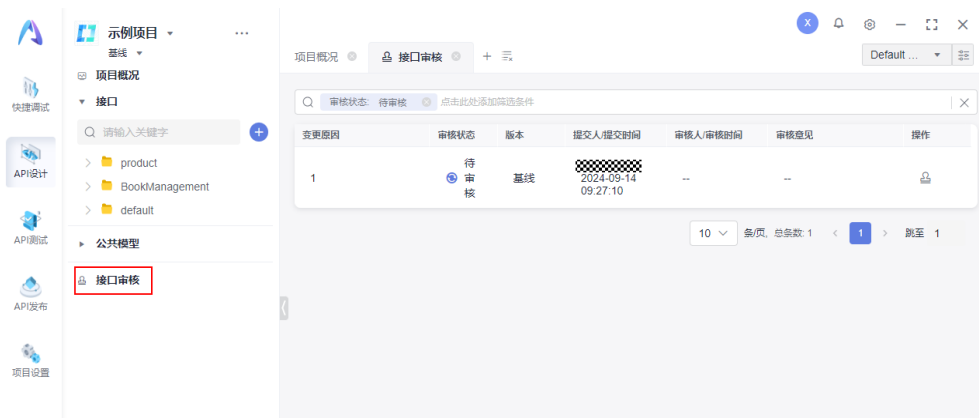 示例项目
基线
项目概况
接口
请输入关键字
product
BookManagement
default
公共模型
接口审核
快捷调试
API设计
API测试
API发布
项目设置
X
项目概况
接口审核
Default ...
审核状态: 待审核
点击此处添加筛选条件
变更原因 审核状态 版本 提交人/提交时间 审核人/审核时间 审核意见 操作
1 待审核 基线 2024-09-14 09:27:10 -- --
10 条/页, 总条数: 1 1 跳至 1